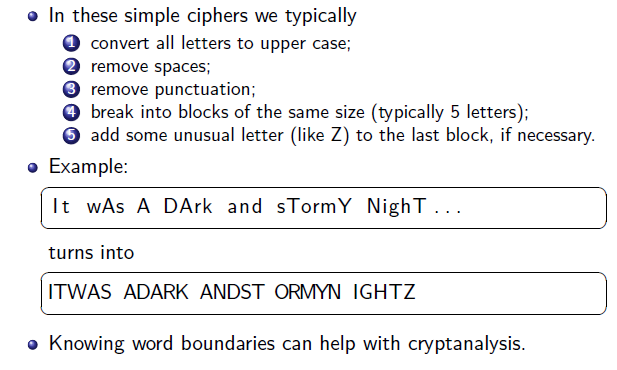 In these simple ciphers we typically
1 convert all letters to upper case;
2 remove spaces;
3 remove punctuation;
4 break into blocks of the same size (typically 5 letters);
5 add some unusual letter (like Z) to the last block, if necessary.
Example:
It wAs A DArk and sTormY NighT...
turns into
ITWAS ADARK ANDST ORMYN IGHTZ
Knowing word boundaries can help with cryptanalysis.